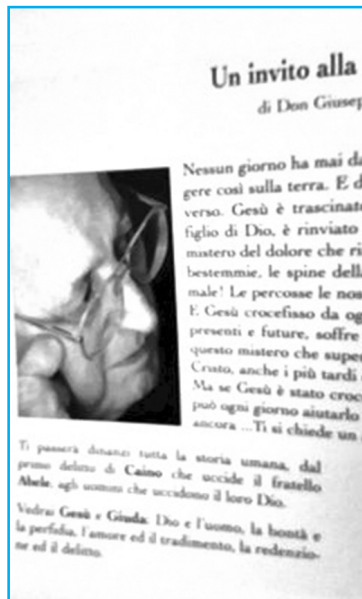 Un invito alla
di Don Giusep
Nessun giorno ha mai da
gere così sulla terra. E d
verso. Gesù è trascinato
figlio di Dio, è rinviato
mistero del dolore che ri
bestemmie, le spine della
male! Le percosse le nos
E Gesù crocefisso da og
presenti e future, soffre
questo mistero che super
Cristo, anche i più tardi
Ma se Gesù è stato croc
può ogni giorno aiutarlo
ancora ...Ti si chiede un
Ti passerà dinanzi tutta la storia umana, dal
primo delitto di Caino che uccide il fratello
Abele, agli uomini che uccidono il loro Dio.
Vedrai Gesù e Giuda: Dio e l'uomo, la bontà e
la perfidia, l'amore ed il tradimento, la redenzio-
ne ed il delitto.